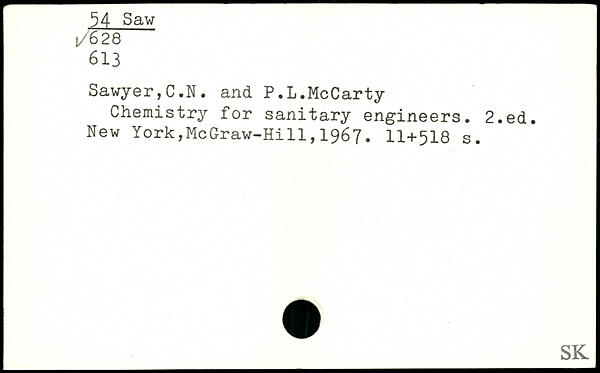 54 Saw
√628
613
Sawyer,C.N. and P.L.McCarty
Chemistry for sanitary engineers. 2.ed.
New York,McGraw-Hill,1967. 11+518 s.
SK